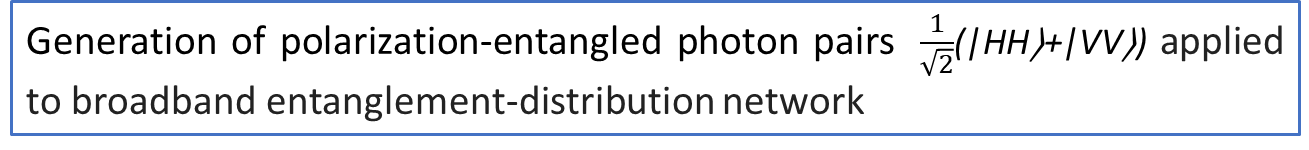 Generation of polarization-entangled photon pairs 1/√2(|HH⟩+|VV⟩) applied
to broadband entanglement-distribution network